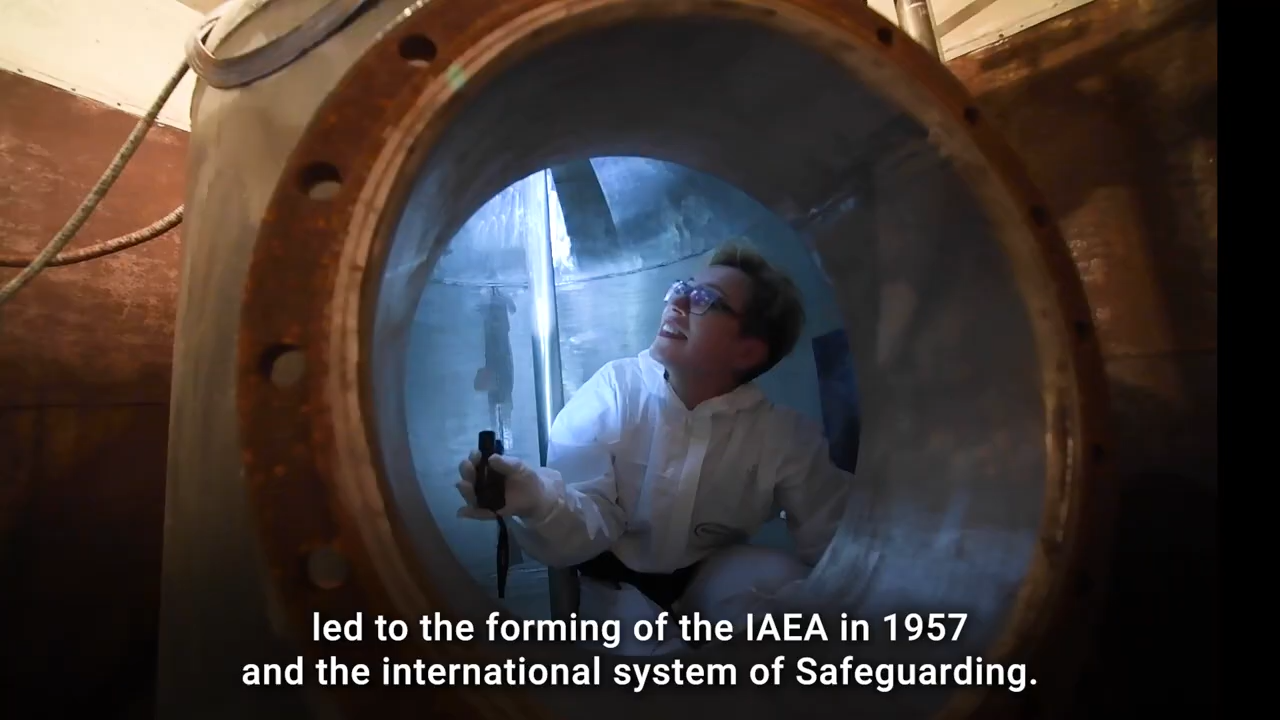 led to the forming of the IAEA in 1957
and the international system of Safeguarding.